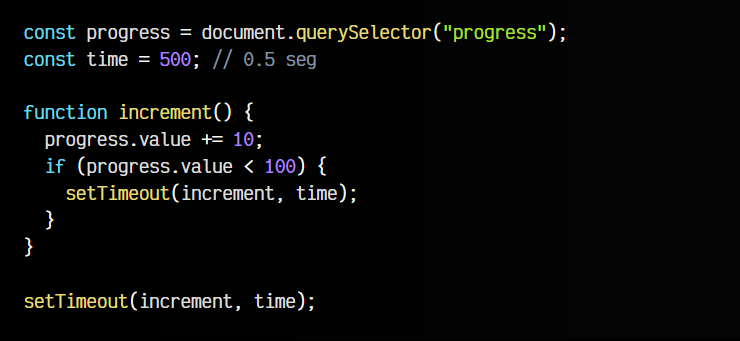 const progress = document.querySelector("progress");
const time = 500; // 0.5 seg
function increment() {
progress.value += 10;
if (progress.value < 100) {
setTimeout(increment, time);
}
}
setTimeout(increment, time);